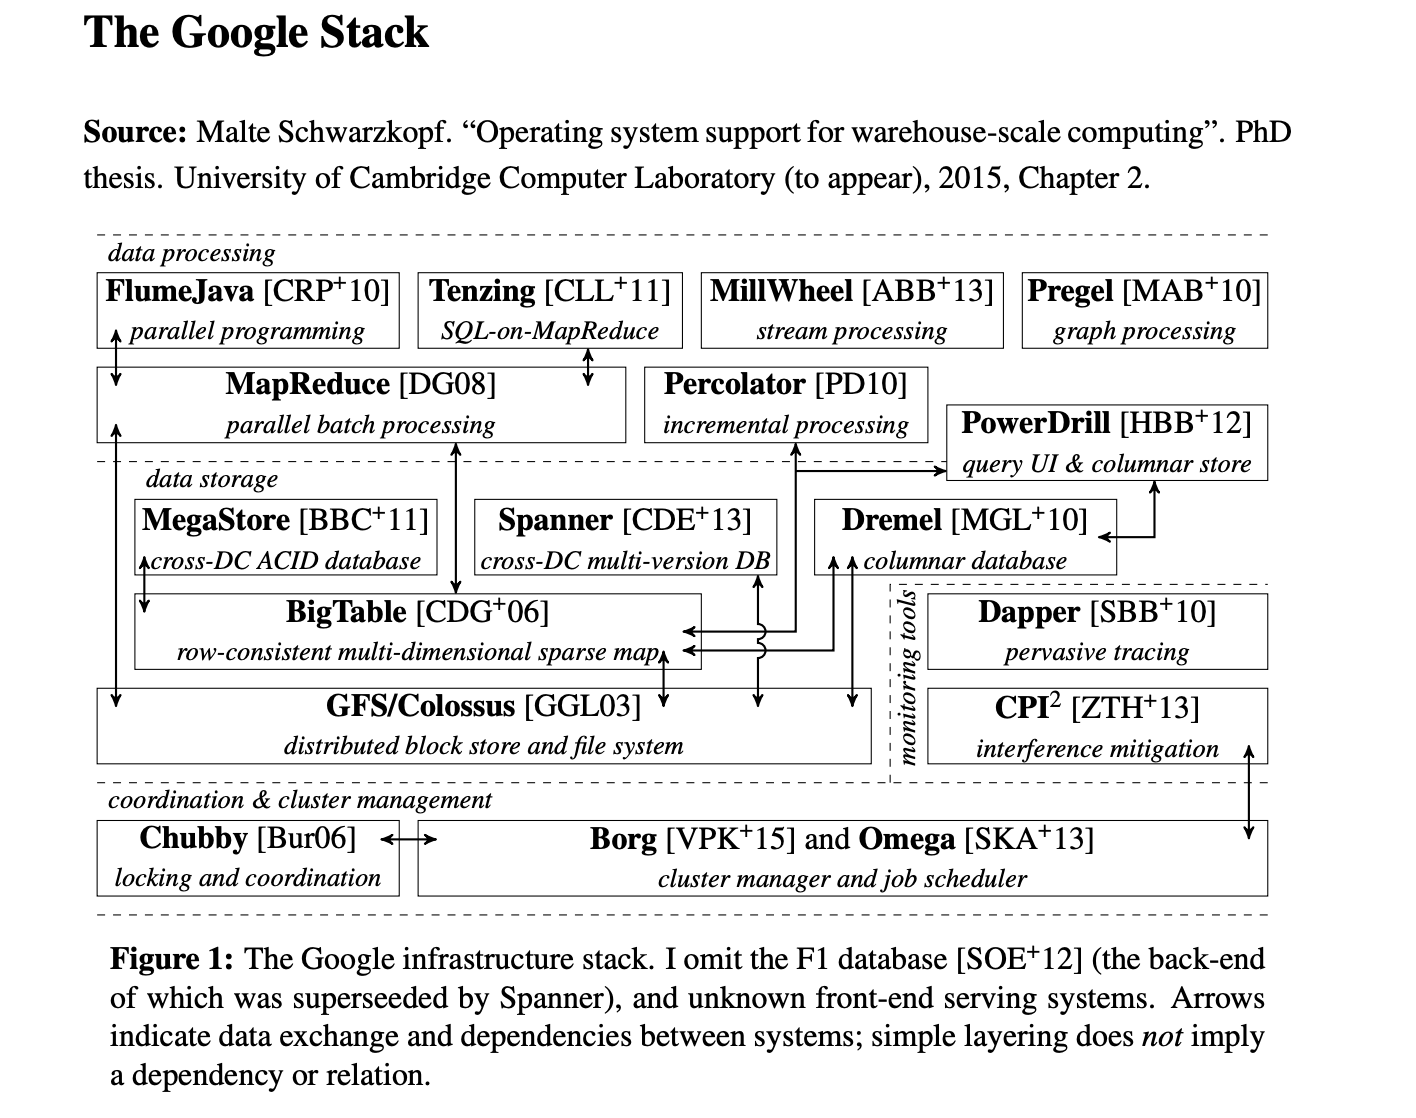 The Google Stack
Source: Malte Schwarzkopf. “Operating system support for warehouse-scale computing”. PhD
thesis. University of Cambridge Computer Laboratory (to appear), 2015, Chapter 2.
data processing
FlumeJava [CRP+10]
parallel programming
Tenzing [CLL+11]
SQL-on-MapReduce
MillWheel [ABB+13]
stream processing
Pregel [MAB+10]
graph processing
MapReduce [DG08]
parallel batch processing
Percolator [PD10]
incremental processing
PowerDrill [HBB+12]
query UI & columnar store
data storage
MegaStore [BBC+11]
cross-DC ACID database
Spanner [CDE+13]
cross-DC multi-version DB
Dremel [MGL+10]
columnar database
BigTable [CDG+06]
row-consistent multi-dimensional sparse map
monitoring tools
Dapper [SBB+10]
pervasive tracing
GFS/Colossus [GGL03]
distributed block store and file system
CPI2 [ZTH+13]
interference mitigation
coordination & cluster management
Chubby [Bur06]
locking and coordination
Borg [VPK+15] and Omega [SKA+13]
cluster manager and job scheduler
Figure 1: The Google infrastructure stack. I omit the F1 database [SOE+12] (the back-end
of which was superseeded by Spanner), and unknown front-end serving systems. Arrows
indicate data exchange and dependencies between systems; simple layering does not imply
a dependency or relation.